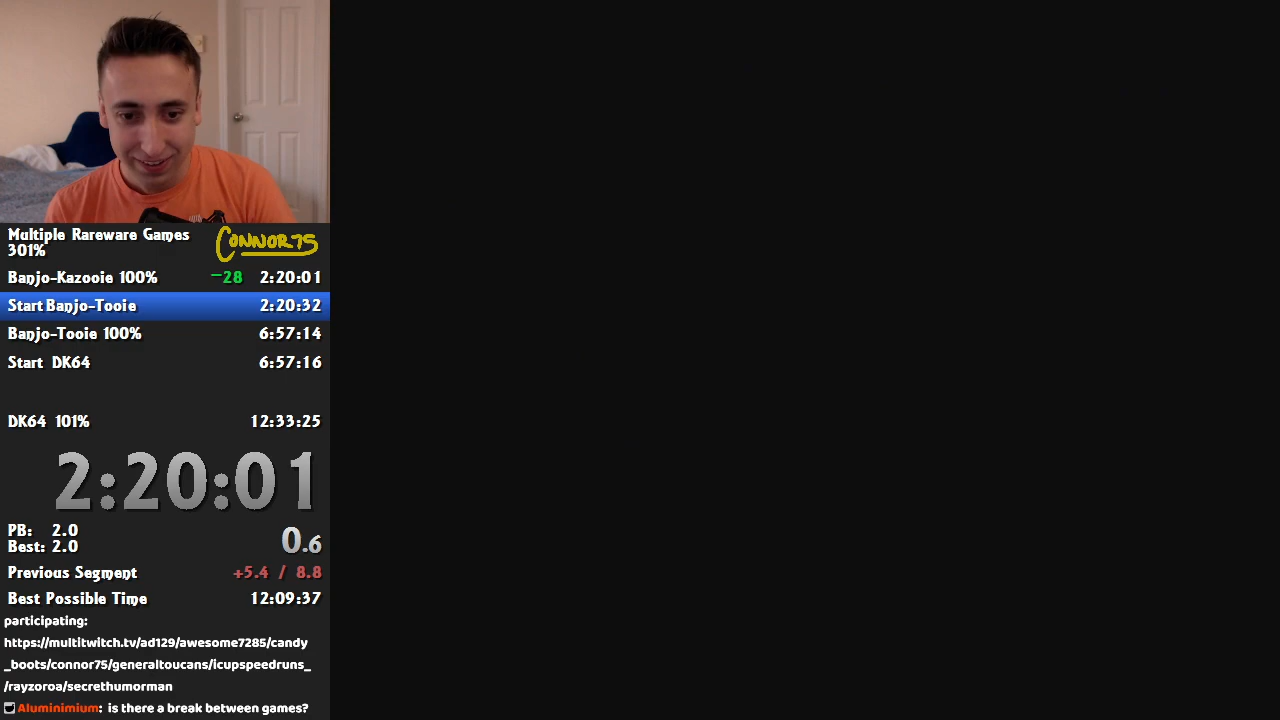 Multiple Rareware Games
301%
CONNOR75
Banjo-Kazooie 100% −28 2:20:01
Start Banjo-Tooie 2:20:32
Banjo-Tooie 100% 6:57:14
Start DK64 6:57:16
DK64 101% 12:33:25
2:20:01
PB: 2.0
Best: 2.0
0.6
Previous Segment +5.4 / 8.8
Best Possible Time 12:09:37
participating:
https://multitwitch.tv/ad129/awesome7285/candy
_boots/connor75/generaltoucans/icupspeedruns_
/rayzoroa/secrethumorman
Aluminimium: is there a break between games?